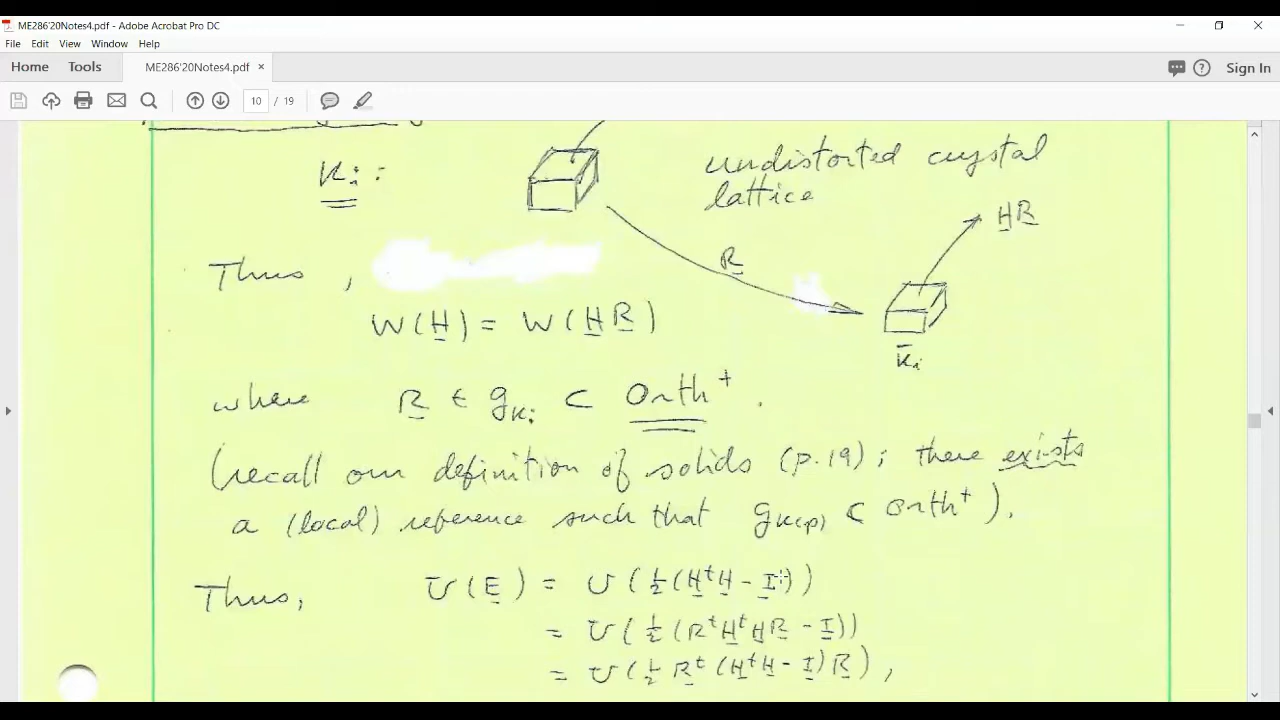 ME286'20Notes4.pdf - Adobe Acrobat Pro DC
File Edit View Window Help
Home Tools ME286'20Notes4.pdf × Sign In
10 / 19
κi :
undistorted crystal
lattice
HR
R
Thus ,
W(H) = W(HR)
κ̄i
where R ∈ gκi ⊂ Orth+ .
(recall our definition of solids (p.19); there exists
a (local) reference such that gκ(p) ⊂ Orth+).
Thus, U(E) = U(½(HᵗH - I))
= U(½(RᵗHᵗHR - I))
= U(½ Rᵗ(HᵗH - I)R),